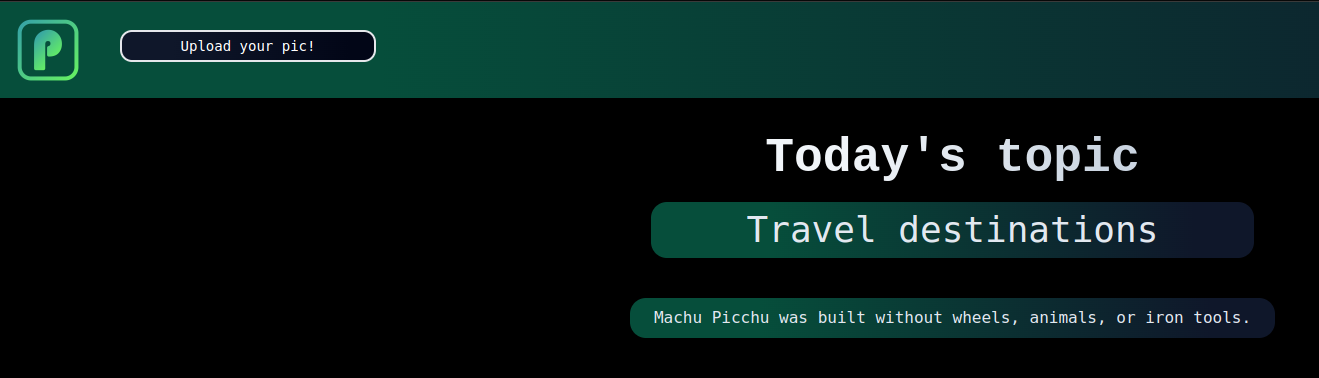 P
Upload your pic!
Today's topic
Travel destinations
Machu Picchu was built without wheels, animals, or iron tools.